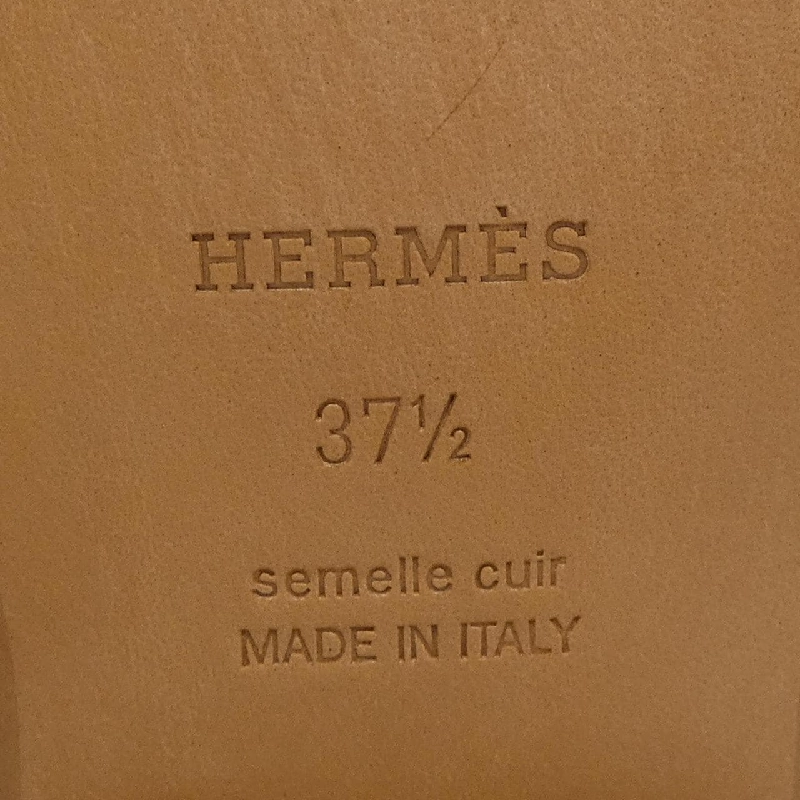 HERMÈS
37½
semelle cuir
MADE IN ITALY